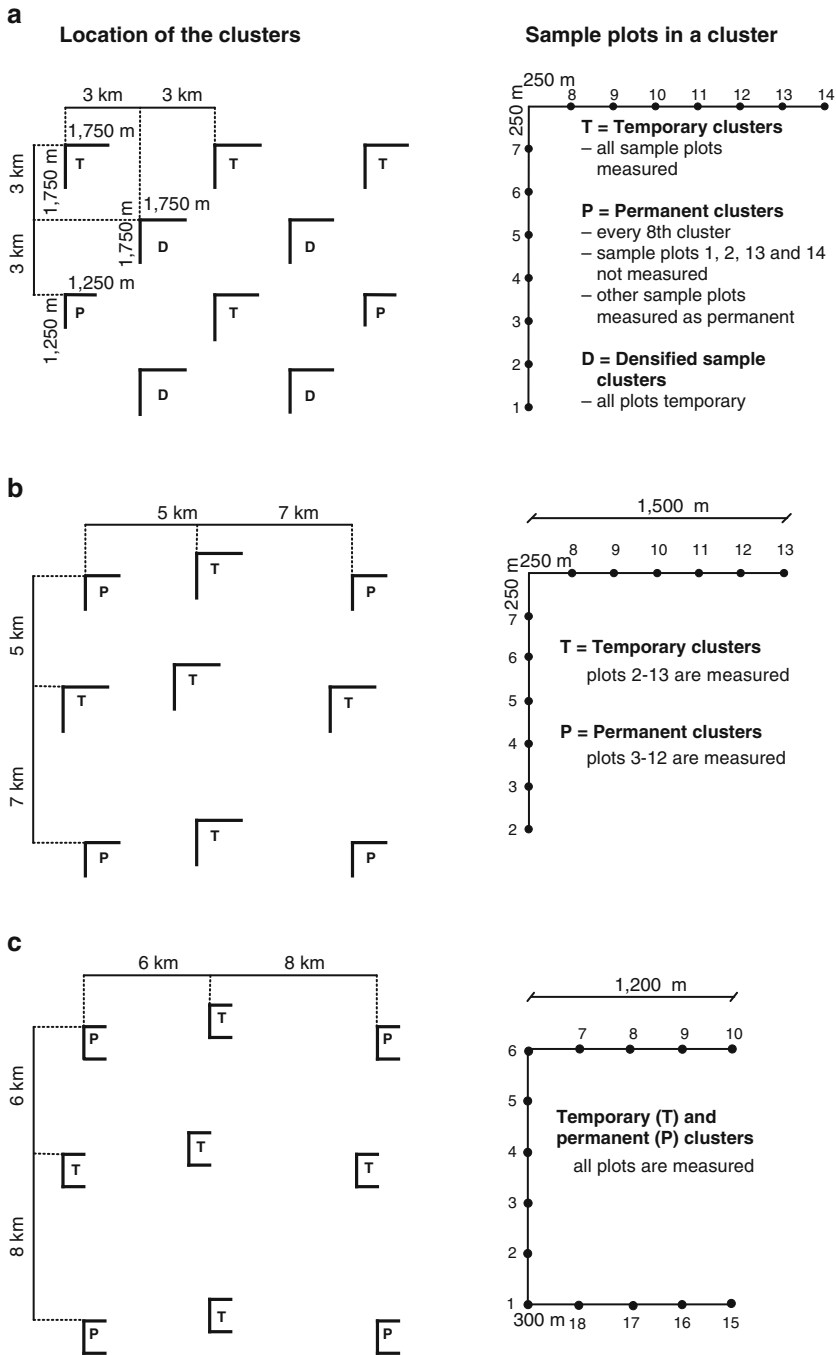 a
Location of the clusters
Sample plots in a cluster
3 km 3 km
1,750 m
3 km
1,750 m
T T T
1,750 m
3 km
1,750 m
D D
1,250 m
1,250 m
P T P
D D
250 m
250 m
8 9 10 11 12 13 14
7
6
5
4
3
2
1
T = Temporary clusters
– all sample plots
measured
P = Permanent clusters
– every 8th cluster
– sample plots 1, 2, 13 and 14
not measured
– other sample plots
measured as permanent
D = Densified sample
clusters
– all plots temporary
b
5 km 7 km
5 km
7 km
P T P
T T T
P T P
1,500 m
250 m
250 m
8 9 10 11 12 13
7
6
5
4
3
2
T = Temporary clusters
plots 2-13 are measured
P = Permanent clusters
plots 3-12 are measured
c
6 km 8 km
6 km
8 km
P T P
T T T
P T P
1,200 m
6 7 8 9 10
5
4
3
2
1
Temporary (T) and
permanent (P) clusters
all plots are measured
300 m 18 17 16 15